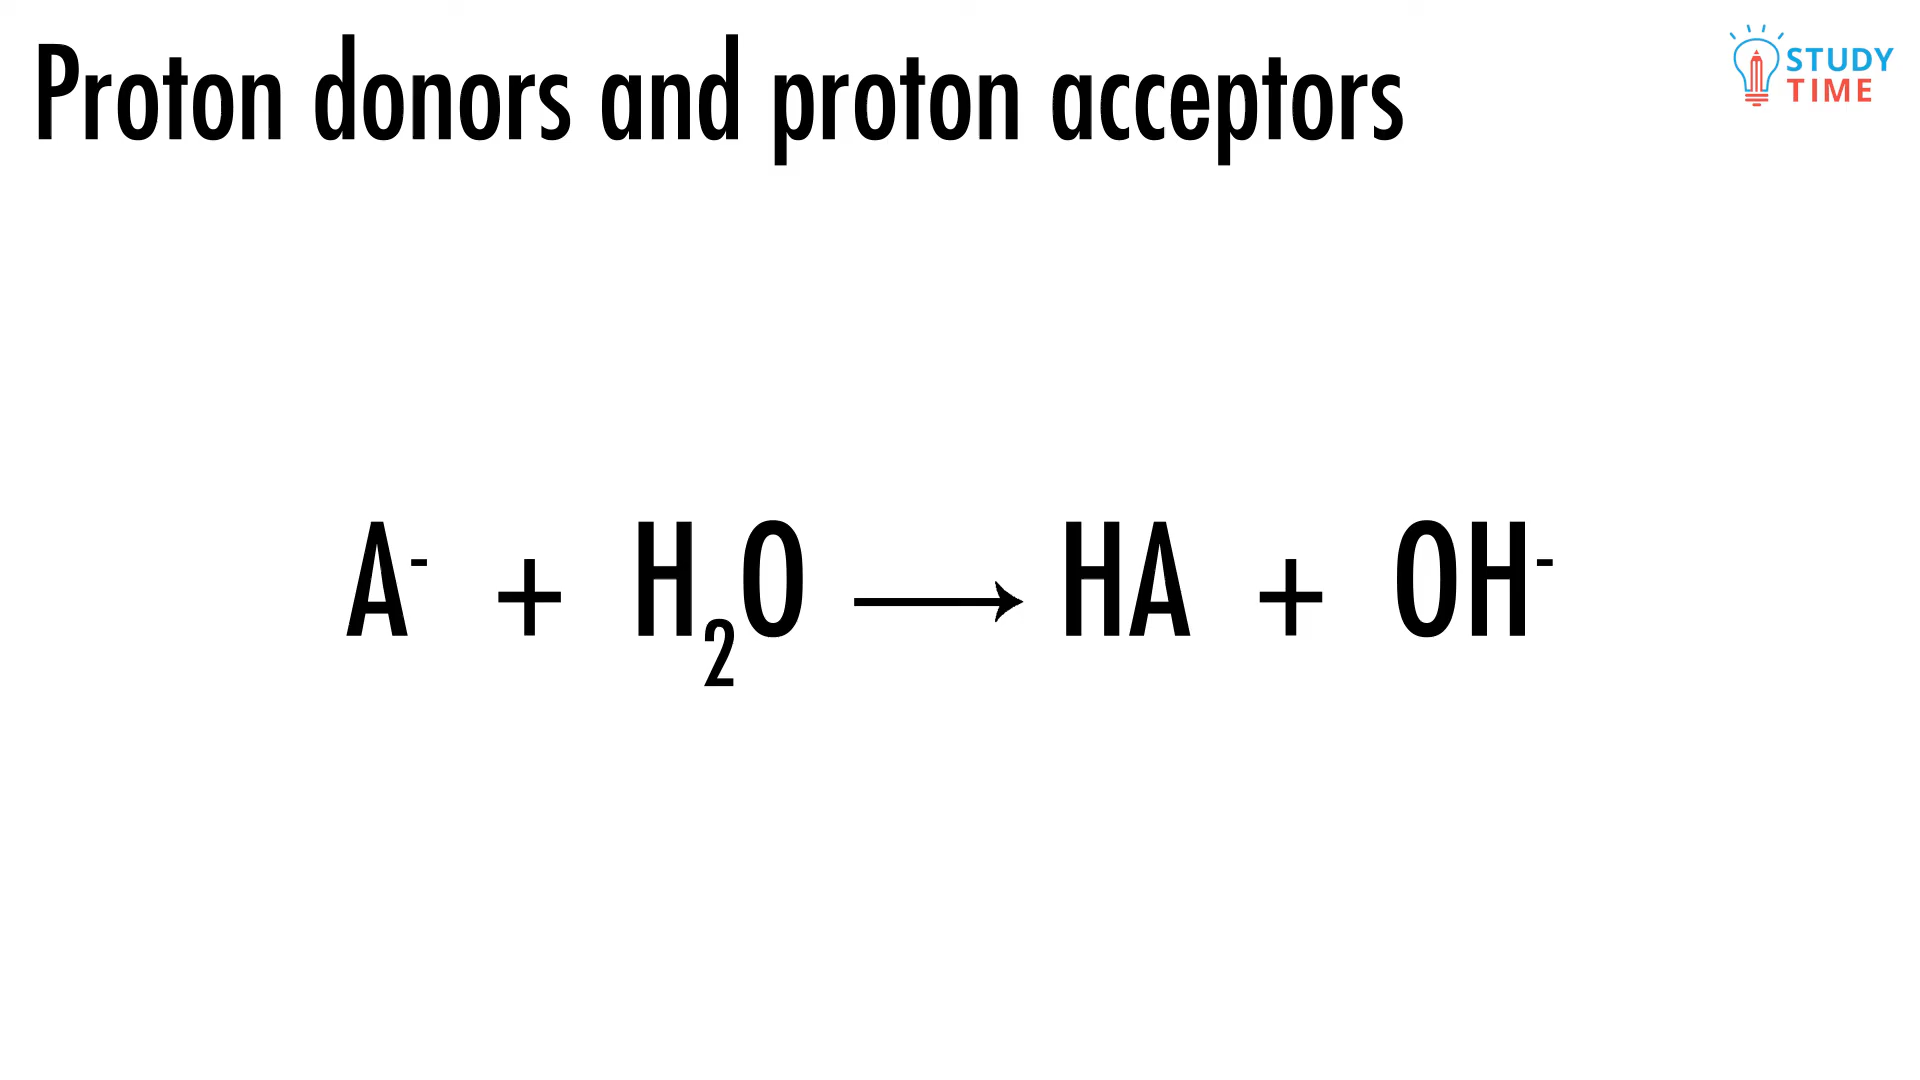 Proton donors and proton acceptors
STUDY
TIME
A⁻ + H₂O ⟶ HA + OH⁻